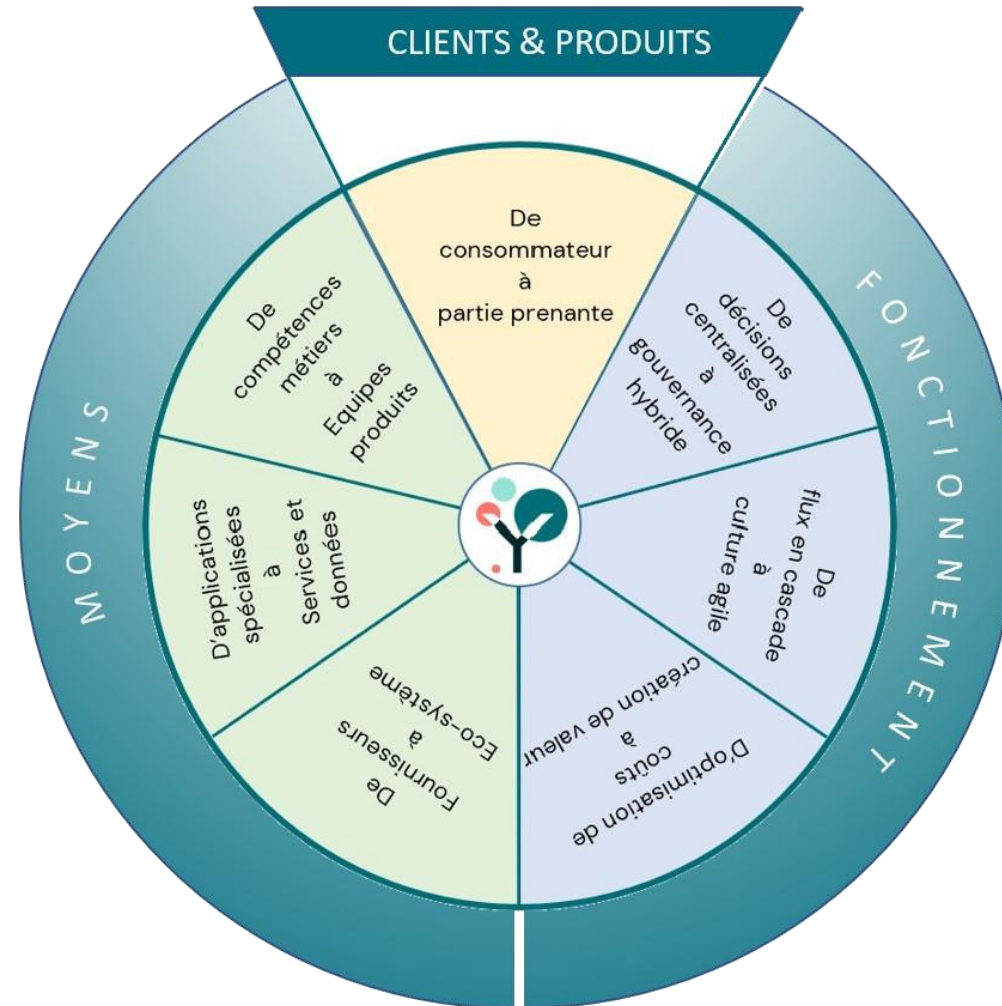 CLIENTS & PRODUITS
De
consommateur
à
partie prenante
FONCTIONNEMENT
De
décisions
centralisées
à
gouvernance
hybride
De
flux en cascade
à
culture agile
D'optimisation de
coûts
à
création de valeur
De
Fournisseurs
à
Eco-système
D'applications
spécialisées
à
Services et
données
De
compétences
métiers
à
Equipes
produits
MOYENS